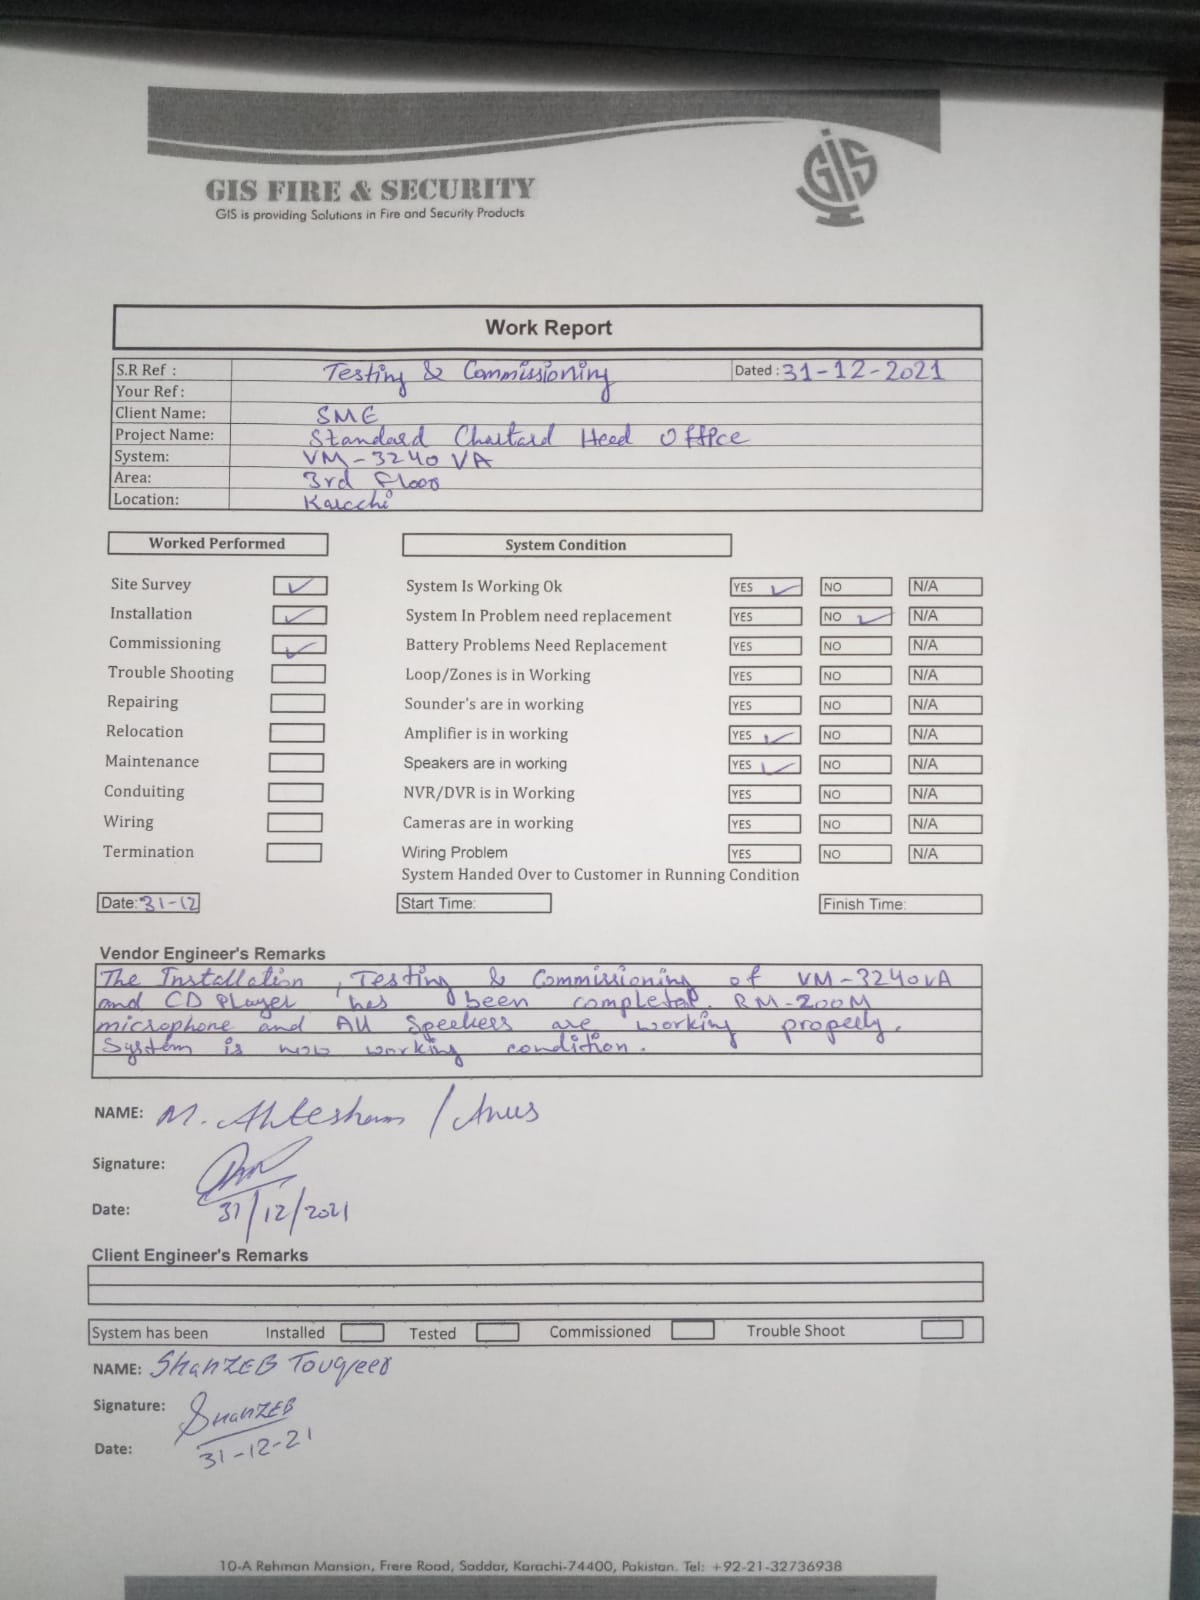 GIS
GIS FIRE & SECURITY
GIS is providing Solutions in Fire and Security Products
Work Report
S.R Ref : Testing & Commissioning Dated : 31-12-2021
Your Ref :
Client Name: SME
Project Name: Standard Chartard Head Office
System: VM-3240VA
Area: 3rd Floor
Location: Karachi
Worked Performed System Condition
Site Survey ✓ System Is Working Ok YES ✓ NO N/A
Installation ✓ System In Problem need replacement YES NO ✓ N/A
Commissioning ✓ Battery Problems Need Replacement YES NO N/A
Trouble Shooting Loop/Zones is in Working YES NO N/A
Repairing Sounder's are in working YES NO N/A
Relocation Amplifier is in working YES ✓ NO N/A
Maintenance Speakers are in working YES ✓ NO N/A
Conduiting NVR/DVR is in Working YES NO N/A
Wiring Cameras are in working YES NO N/A
Termination Wiring Problem YES NO N/A
System Handed Over to Customer in Running Condition
Date: 31-12 Start Time: Finish Time:
Vendor Engineer's Remarks
The Installation , Testing & Commissioning of VM-3240VA
and CD Player has been completed. RM-200M
microphone and All Speakers are working properly.
System is now working condition.
NAME: M. Ahtesham / Anus
Signature:
Date: 31/12/2021
Client Engineer's Remarks
System has been Installed Tested Commissioned Trouble Shoot
NAME: ShanZEB Touqeer
Signature: ShanZEB
Date: 31-12-21
10-A Rehman Mansion, Frere Road, Saddar, Karachi-74400, Pakistan. Tel: +92-21-32736938